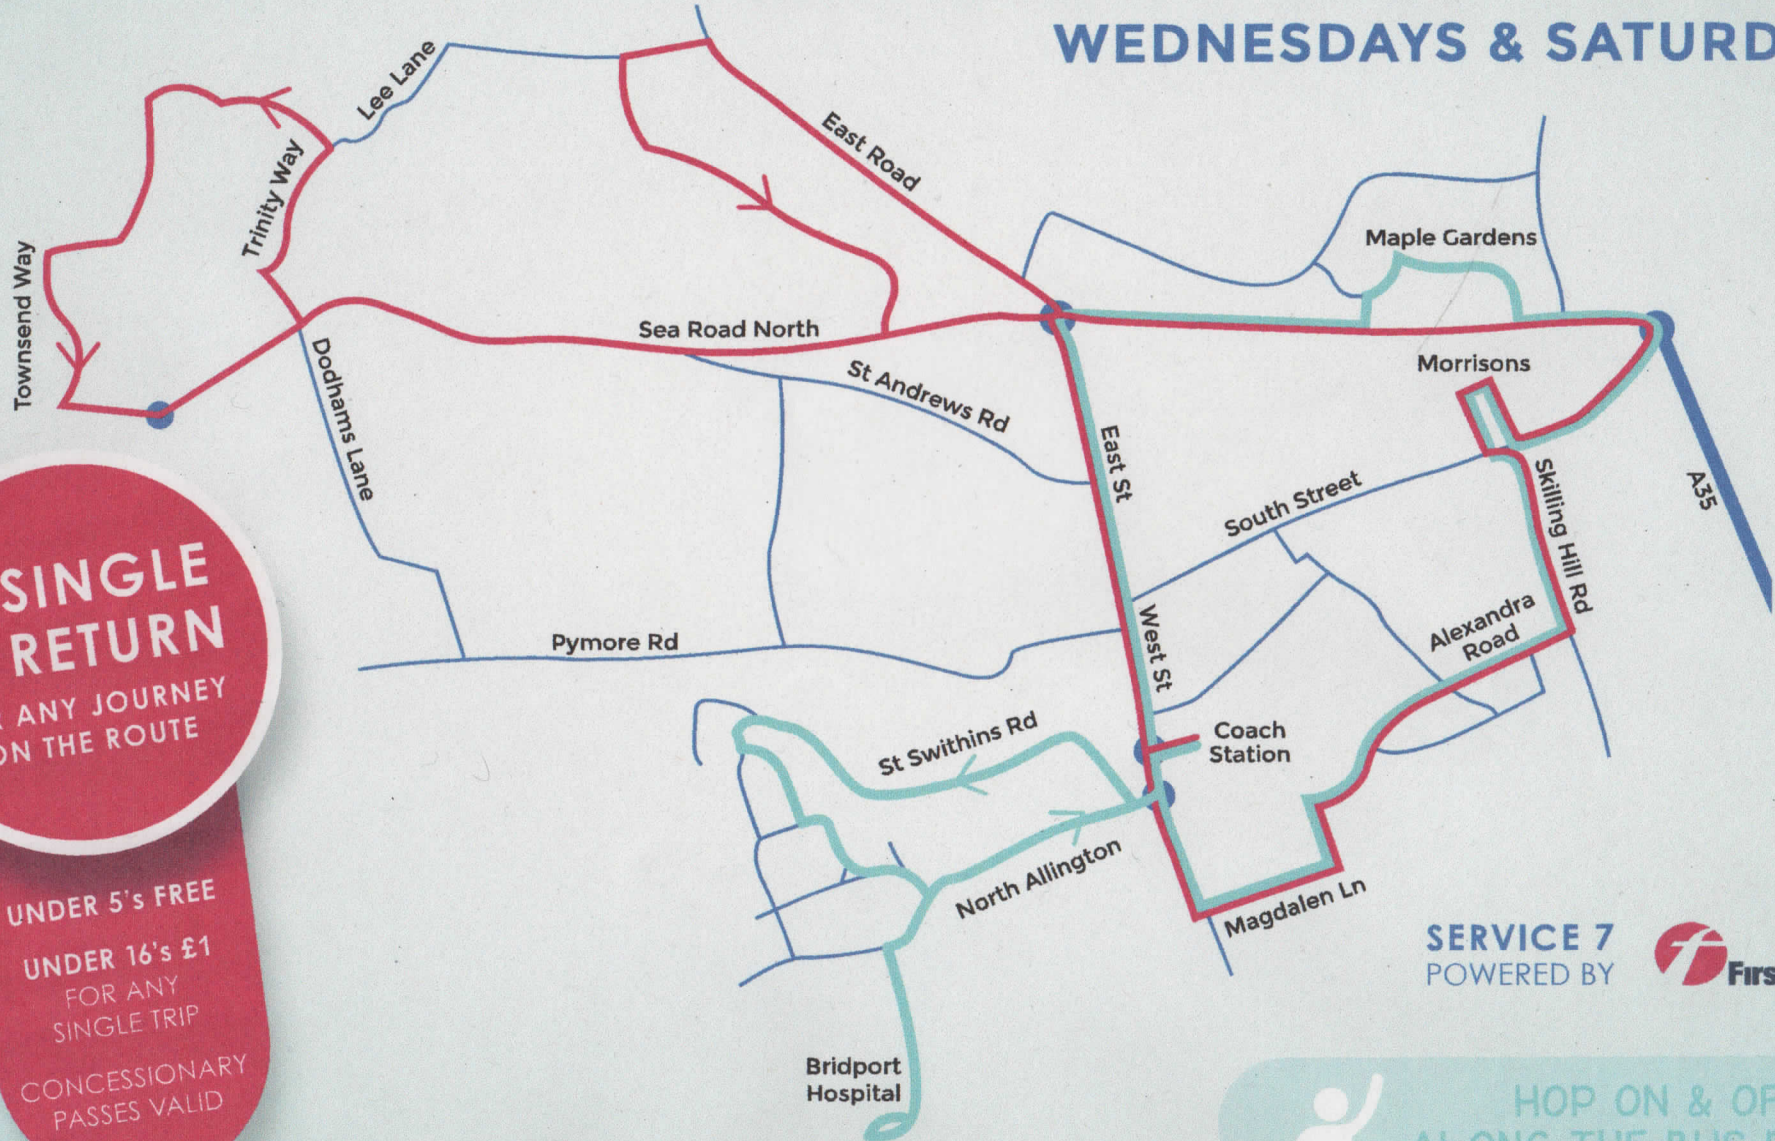 WEDNESDAYS & SATURD
Lee Lane
East Road
Trinity Way
Townsend Way
Maple Gardens
Sea Road North
Morrisons
St Andrews Rd
Dodhams Lane
East St
South Street
Skilling Hill Rd
A35
SINGLE
RETURN
ANY JOURNEY
ON THE ROUTE
Pymore Rd
West St
Alexandra
Road
St Swithins Rd
Coach
Station
North Allington
Magdalen Ln
UNDER 5's FREE
UNDER 16's £1
FOR ANY
SINGLE TRIP
CONCESSIONARY
PASSES VALID
SERVICE 7
POWERED BY
Firs
Bridport
Hospital
HOP ON & OF
ALONG THE BUS